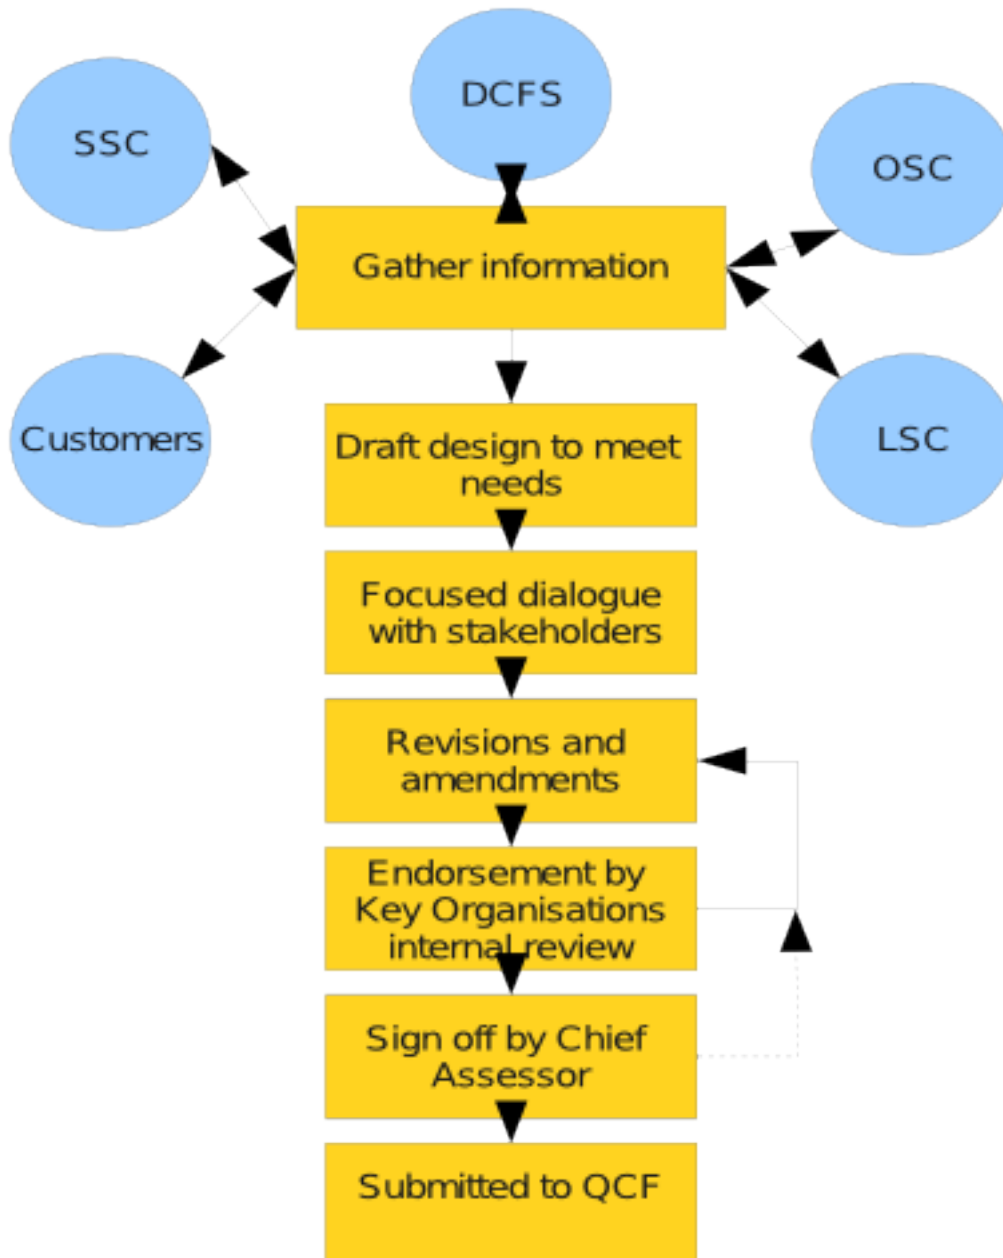 DCFS
SSC
OSC
Gather information
Customers
LSC
Draft design to meet
needs
Focused dialogue
with stakeholders
Revisions and
amendments
Endorsement by
Key Organisations
internal review
Sign off by Chief
Assessor
Submitted to QCF